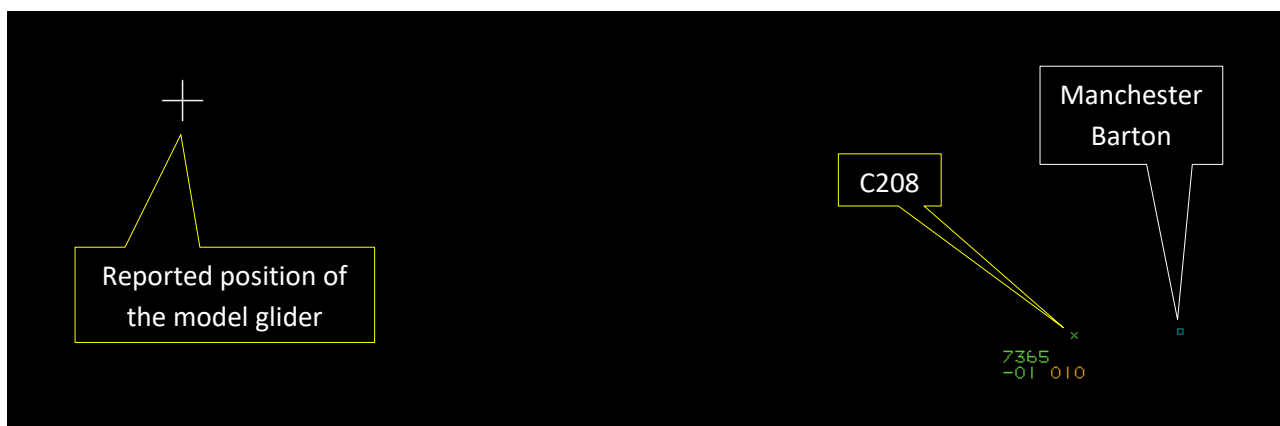 Manchester
Barton
C208
Reported position of
the model glider
7365
-01 010